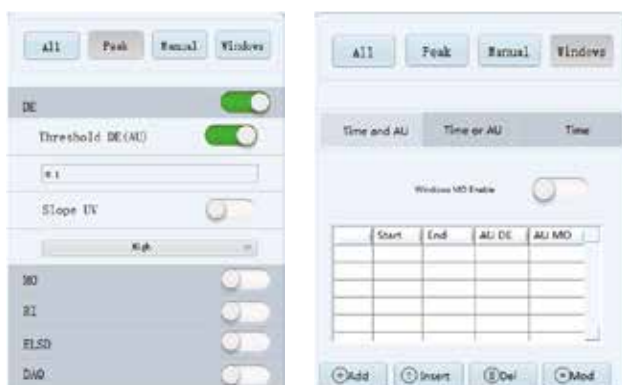 All Peak Manual Windows
DE
Threshold DE(AU)
0.1
Slope UV
High
MO
RI
ELSD
DAQ
All Peak Manual Windows
Time and AU Time or AU Time
Windows MO Enable
Start End AU DE AU MO
Add Insert Del Mod